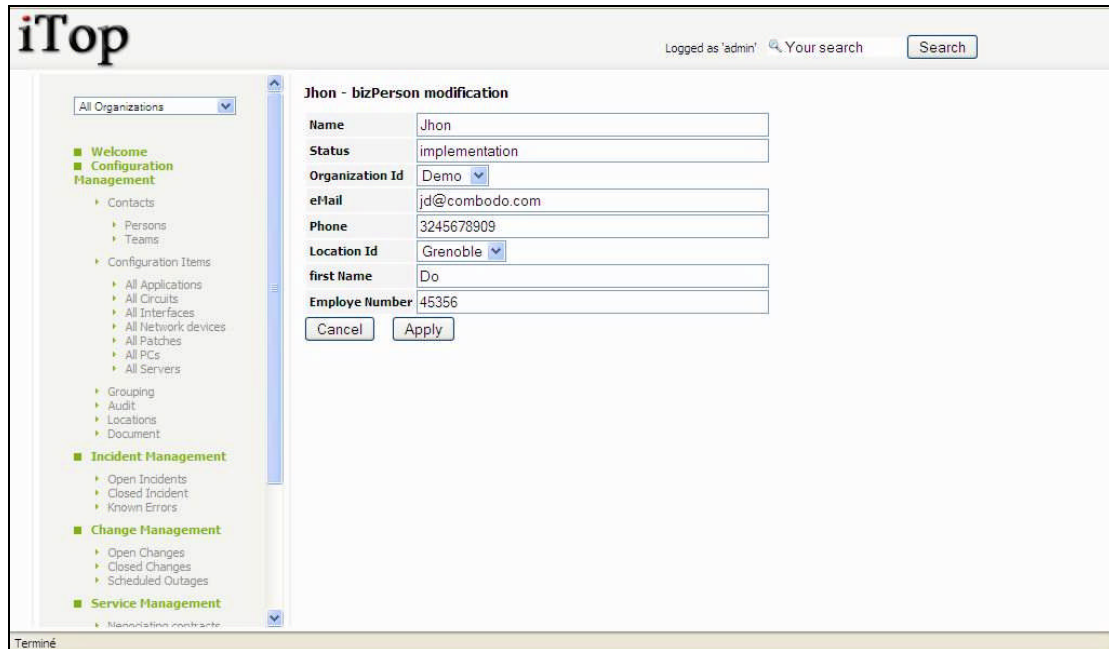 iTop
Logged as 'admin' Your search Search
All Organizations
Welcome
Configuration
Management
Contacts
Persons
Teams
Configuration Items
All Applications
All Circuits
All Interfaces
All Network devices
All Patches
All PCs
All Servers
Grouping
Audit
Locations
Document
Incident Management
Open Incidents
Closed Incident
Known Errors
Change Management
Open Changes
Closed Changes
Scheduled Outages
Service Management
Negociating contracts
Jhon - bizPerson modification
Name Jhon
Status implementation
Organization Id Demo
eMail jd@combodo.com
Phone 3245678909
Location Id Grenoble
first Name Do
Employe Number 45356
Cancel Apply
Terminé